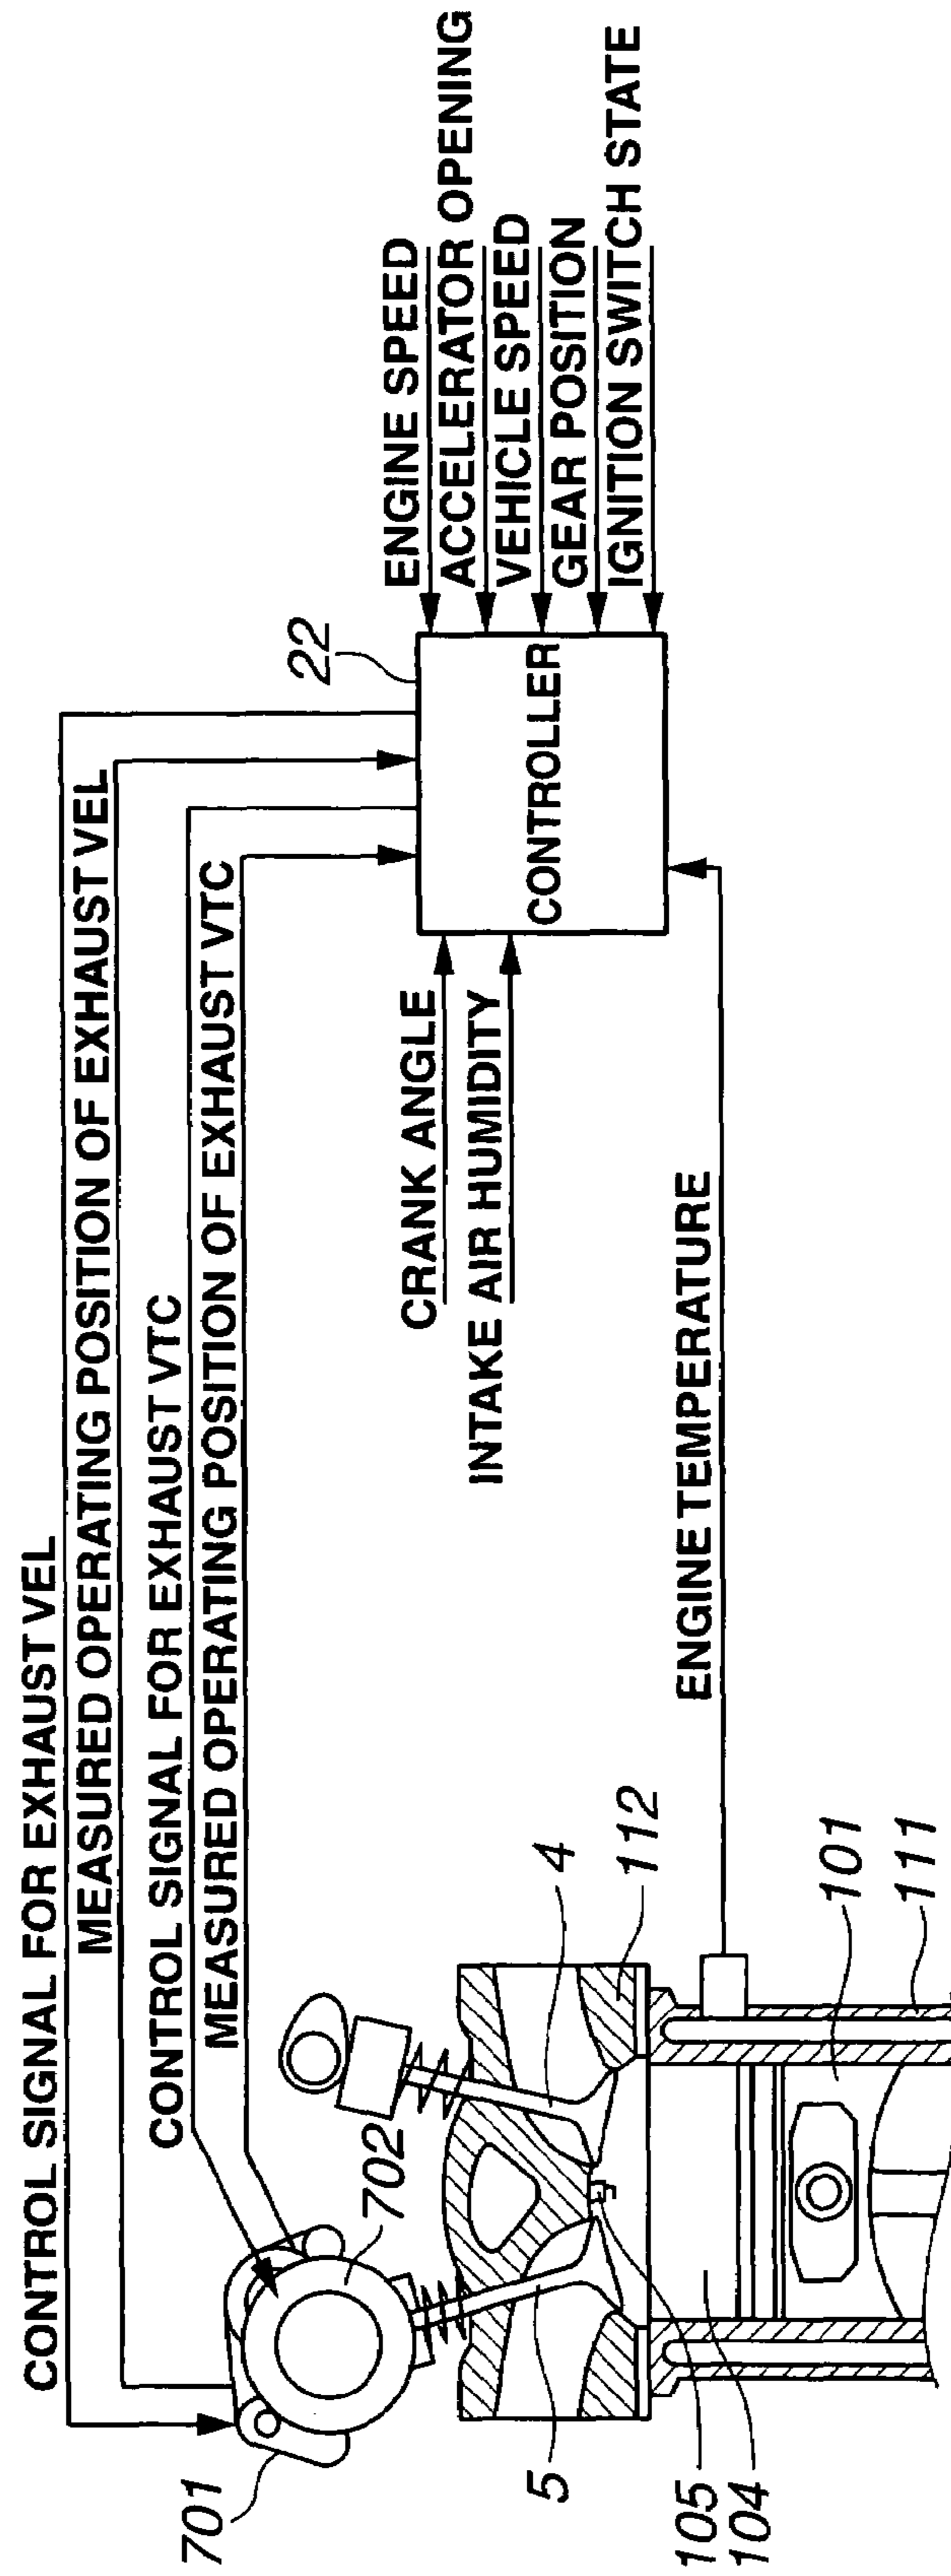 CONTROL SIGNAL FOR EXHAUST VEL
MEASURED OPERATING POSITION OF EXHAUST VEL
CONTROL SIGNAL FOR EXHAUST VTC
MEASURED OPERATING POSITION OF EXHAUST VTC
22
ENGINE SPEED
ACCELERATOR OPENING
VEHICLE SPEED
GEAR POSITION
IGNITION SWITCH STATE
CONTROLLER
CRANK ANGLE
INTAKE AIR HUMIDITY
ENGINE TEMPERATURE
701
702
4
112
5
105
104
101
111